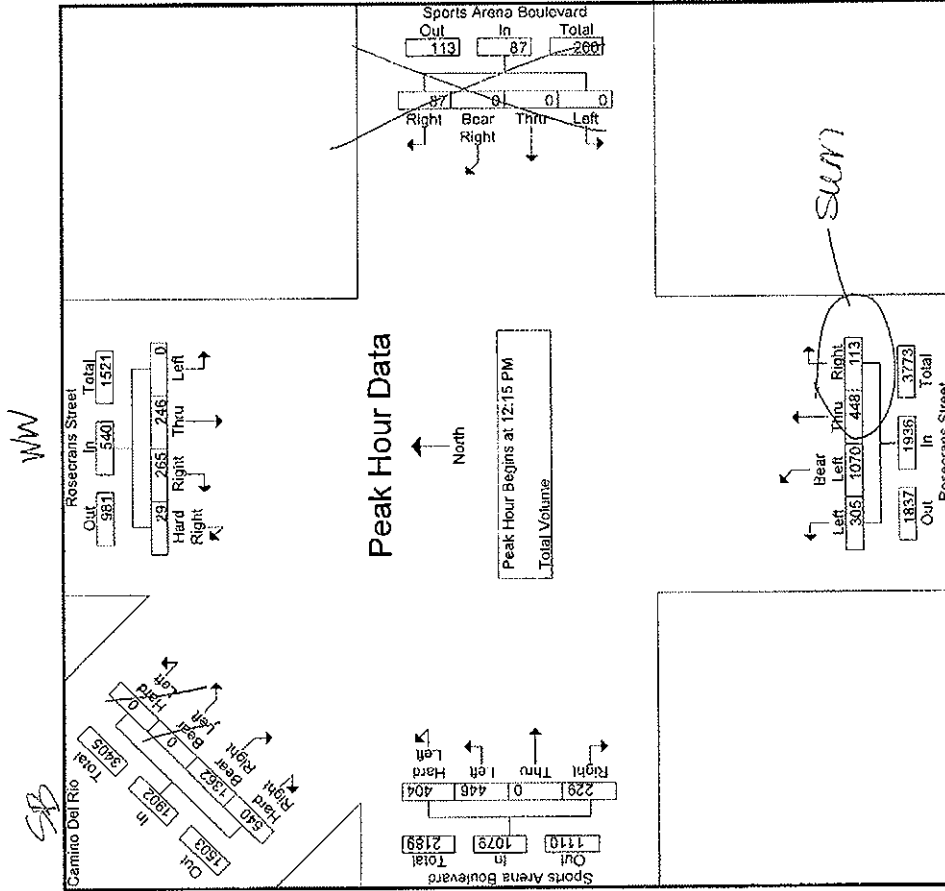 Sports Arena Boulevard
Out In Total
113 87 200
87 0 0 0
Right Bear Right Thru Left
WW
Rosecrans Street
Out In Total
981 540 1521
29 265 246 0
Hard Right Right Thru Left
SB
Camino Del Rio
Total 3405
In 1902
Out 1503
0 Hard Left
0 Bear Left
1362 Bear Right
540 Hard Right
Peak Hour Data
North
Peak Hour Begins at 12:15 PM
Total Volume
sum
Left Bear Left Thru Right
305 1070 448 113
1837 1936 3773
Out In Total
Rosecrans Street
Hard Left 404
Left 446
Thru 0
Right 229
Total 2189
In 1079
Out 1110
Sports Arena Boulevard